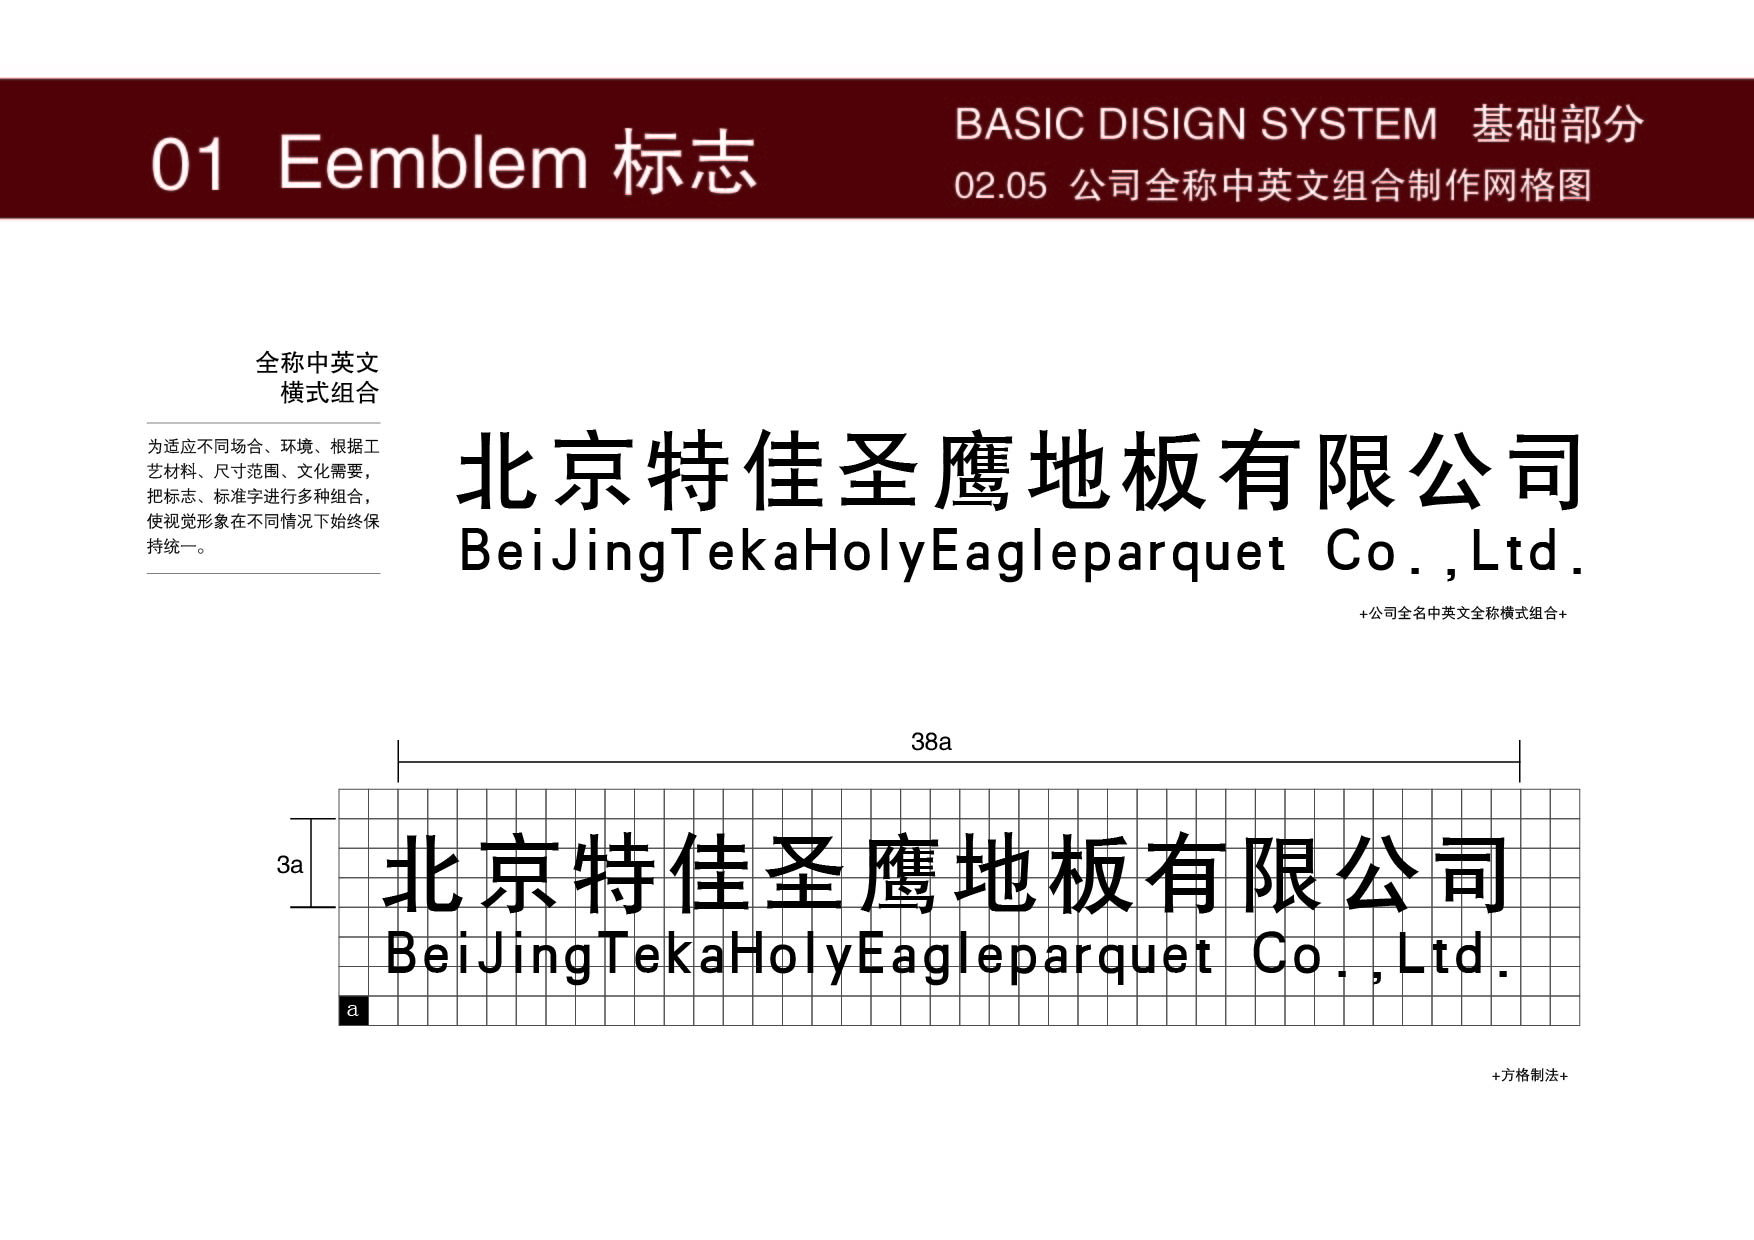 01 Eemblem 标志
BASIC DISIGN SYSTEM 基础部分
02.05 公司全称中英文组合制作网格图
全称中英文
横式组合
为适应不同场合、环境、根据工
艺材料、尺寸范围、文化需要，
把标志、标准字进行多种组合，
使视觉形象在不同情况下始终保
持统一。
北京特佳圣鹰地板有限公司
BeiJingTekaHolyEagleparquet Co.,Ltd.
+公司全名中英文全称横式组合+
38a
3a
北京特佳圣鹰地板有限公司
BeiJingTekaHolyEagleparquet Co.,Ltd.
a
+方格制法+